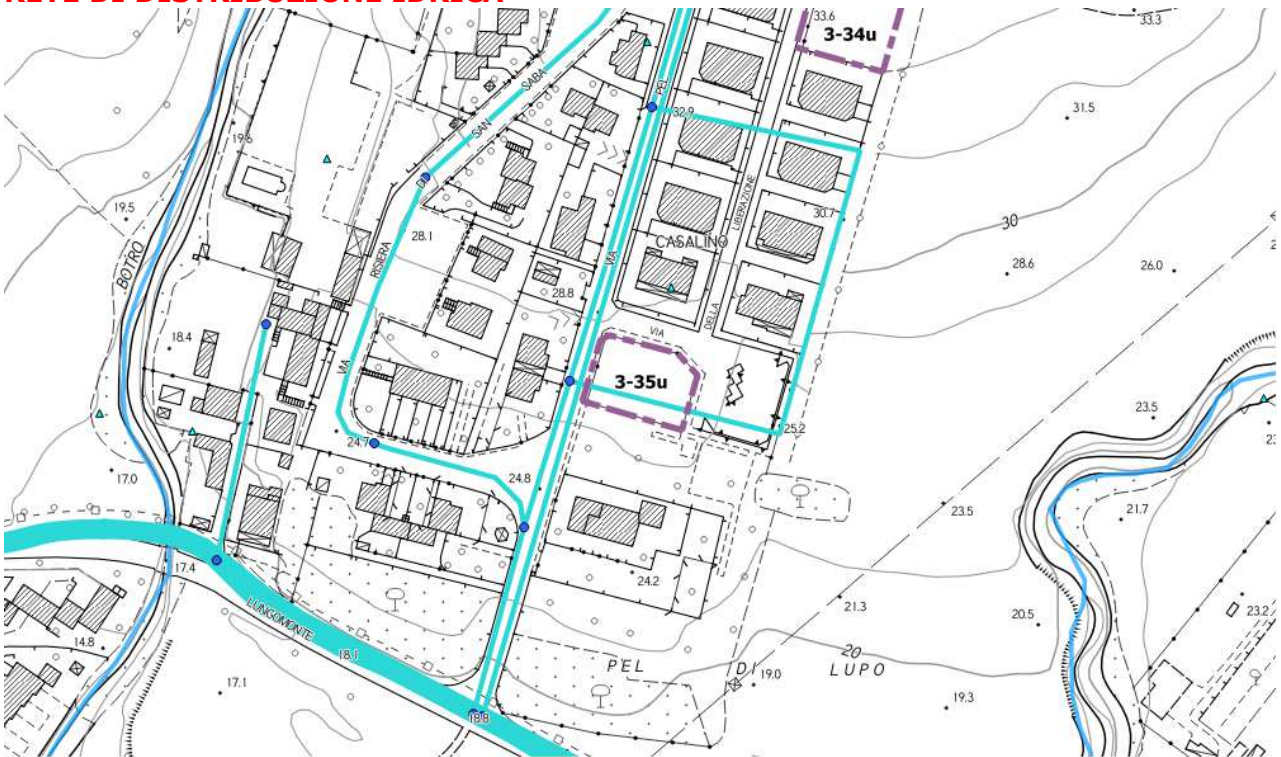 RETE DI DISTRIBUZIONE IDRICA
33.6
33.3
3-34u
SABA
PEL
SAN
32.9
31.5
19.6
DI
LIBERAZIONE
19.5
28.1
30.7
30
CASALINO
BOTTRO
RISIERA
VIA
28.6
26.0
28.8
DELLA
VIA
18.4
VIA
3-35u
23.5
24.7
25.2
17.0
24.8
23.5
21.7
17.4
24.2
21.3
20.5
23.2
LUNGOMONTE
14.8
18.1
PEL
DI
20
LUPO
19.0
17.1
19.3
18.8